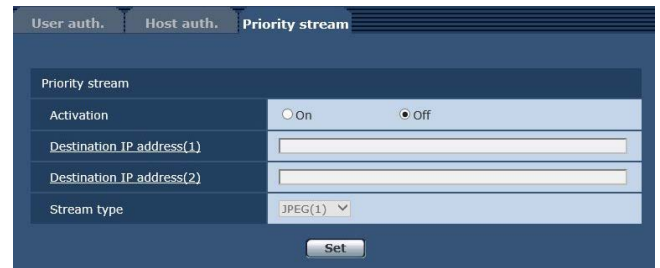 User auth. Host auth. Priority stream
Priority stream
Activation On Off
Destination IP address(1)
Destination IP address(2)
Stream type JPEG(1)
Set